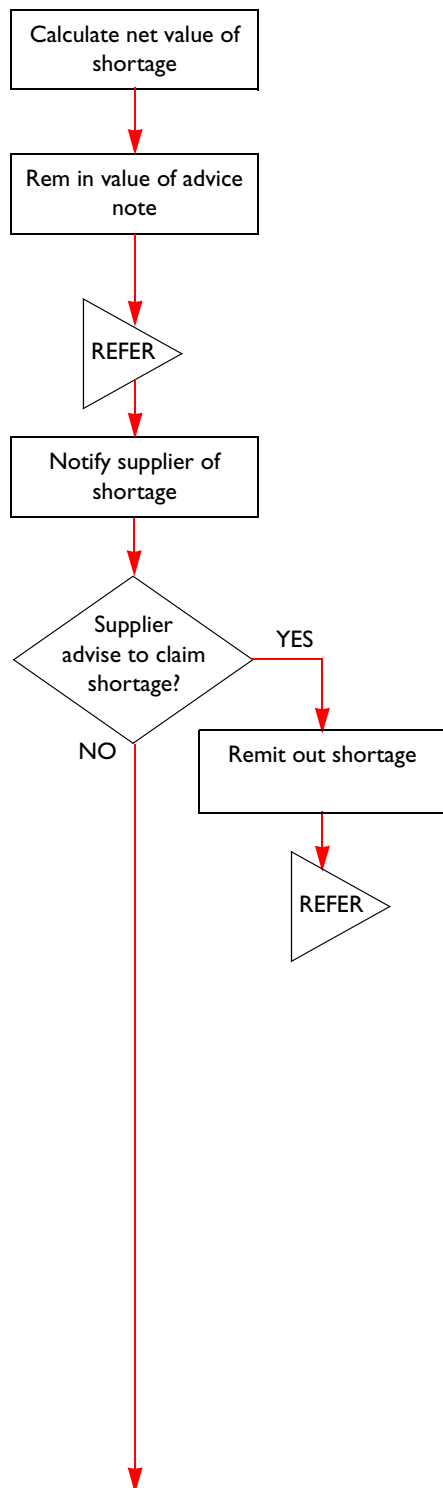 Calculate net value of
shortage
Rem in value of advice
note
REFER
Notify supplier of
shortage
Supplier
advise to claim
shortage?
YES
NO
Remit out shortage
REFER